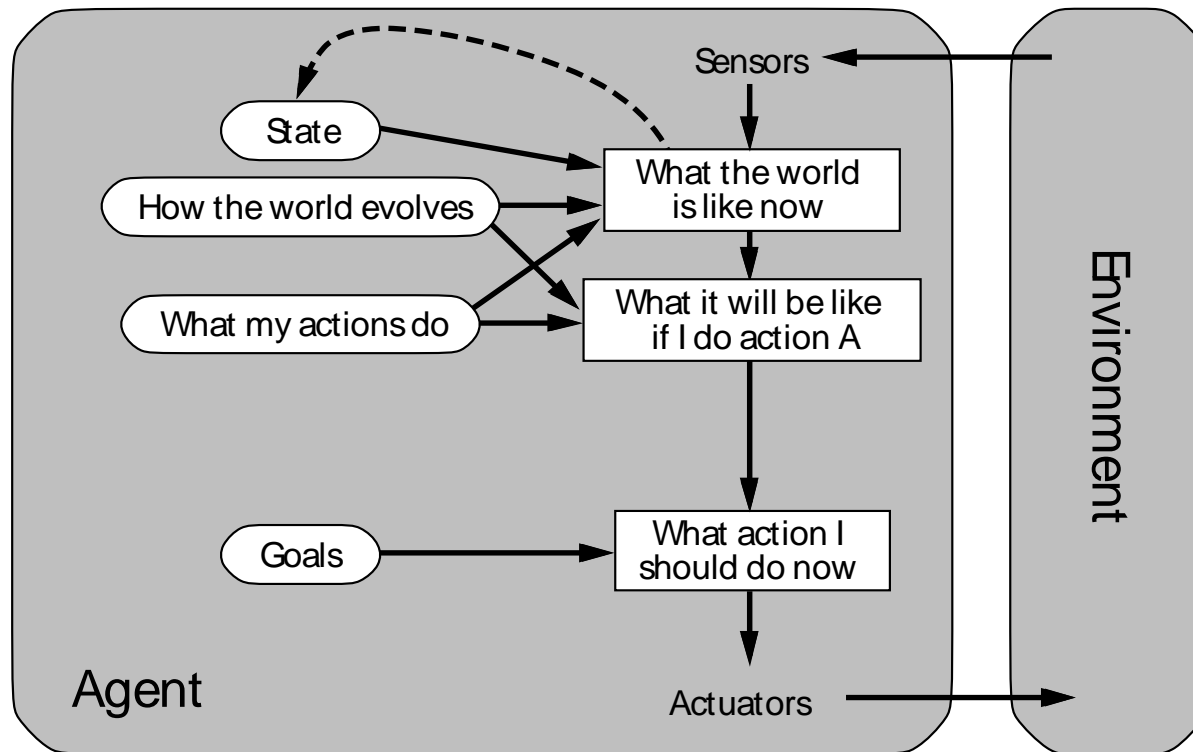 Sensors
State
What the world
is like now
How the world evolves
What it will be like
if I do action A
What my actions do
Environment
What action I
should do now
Goals
Agent
Actuators